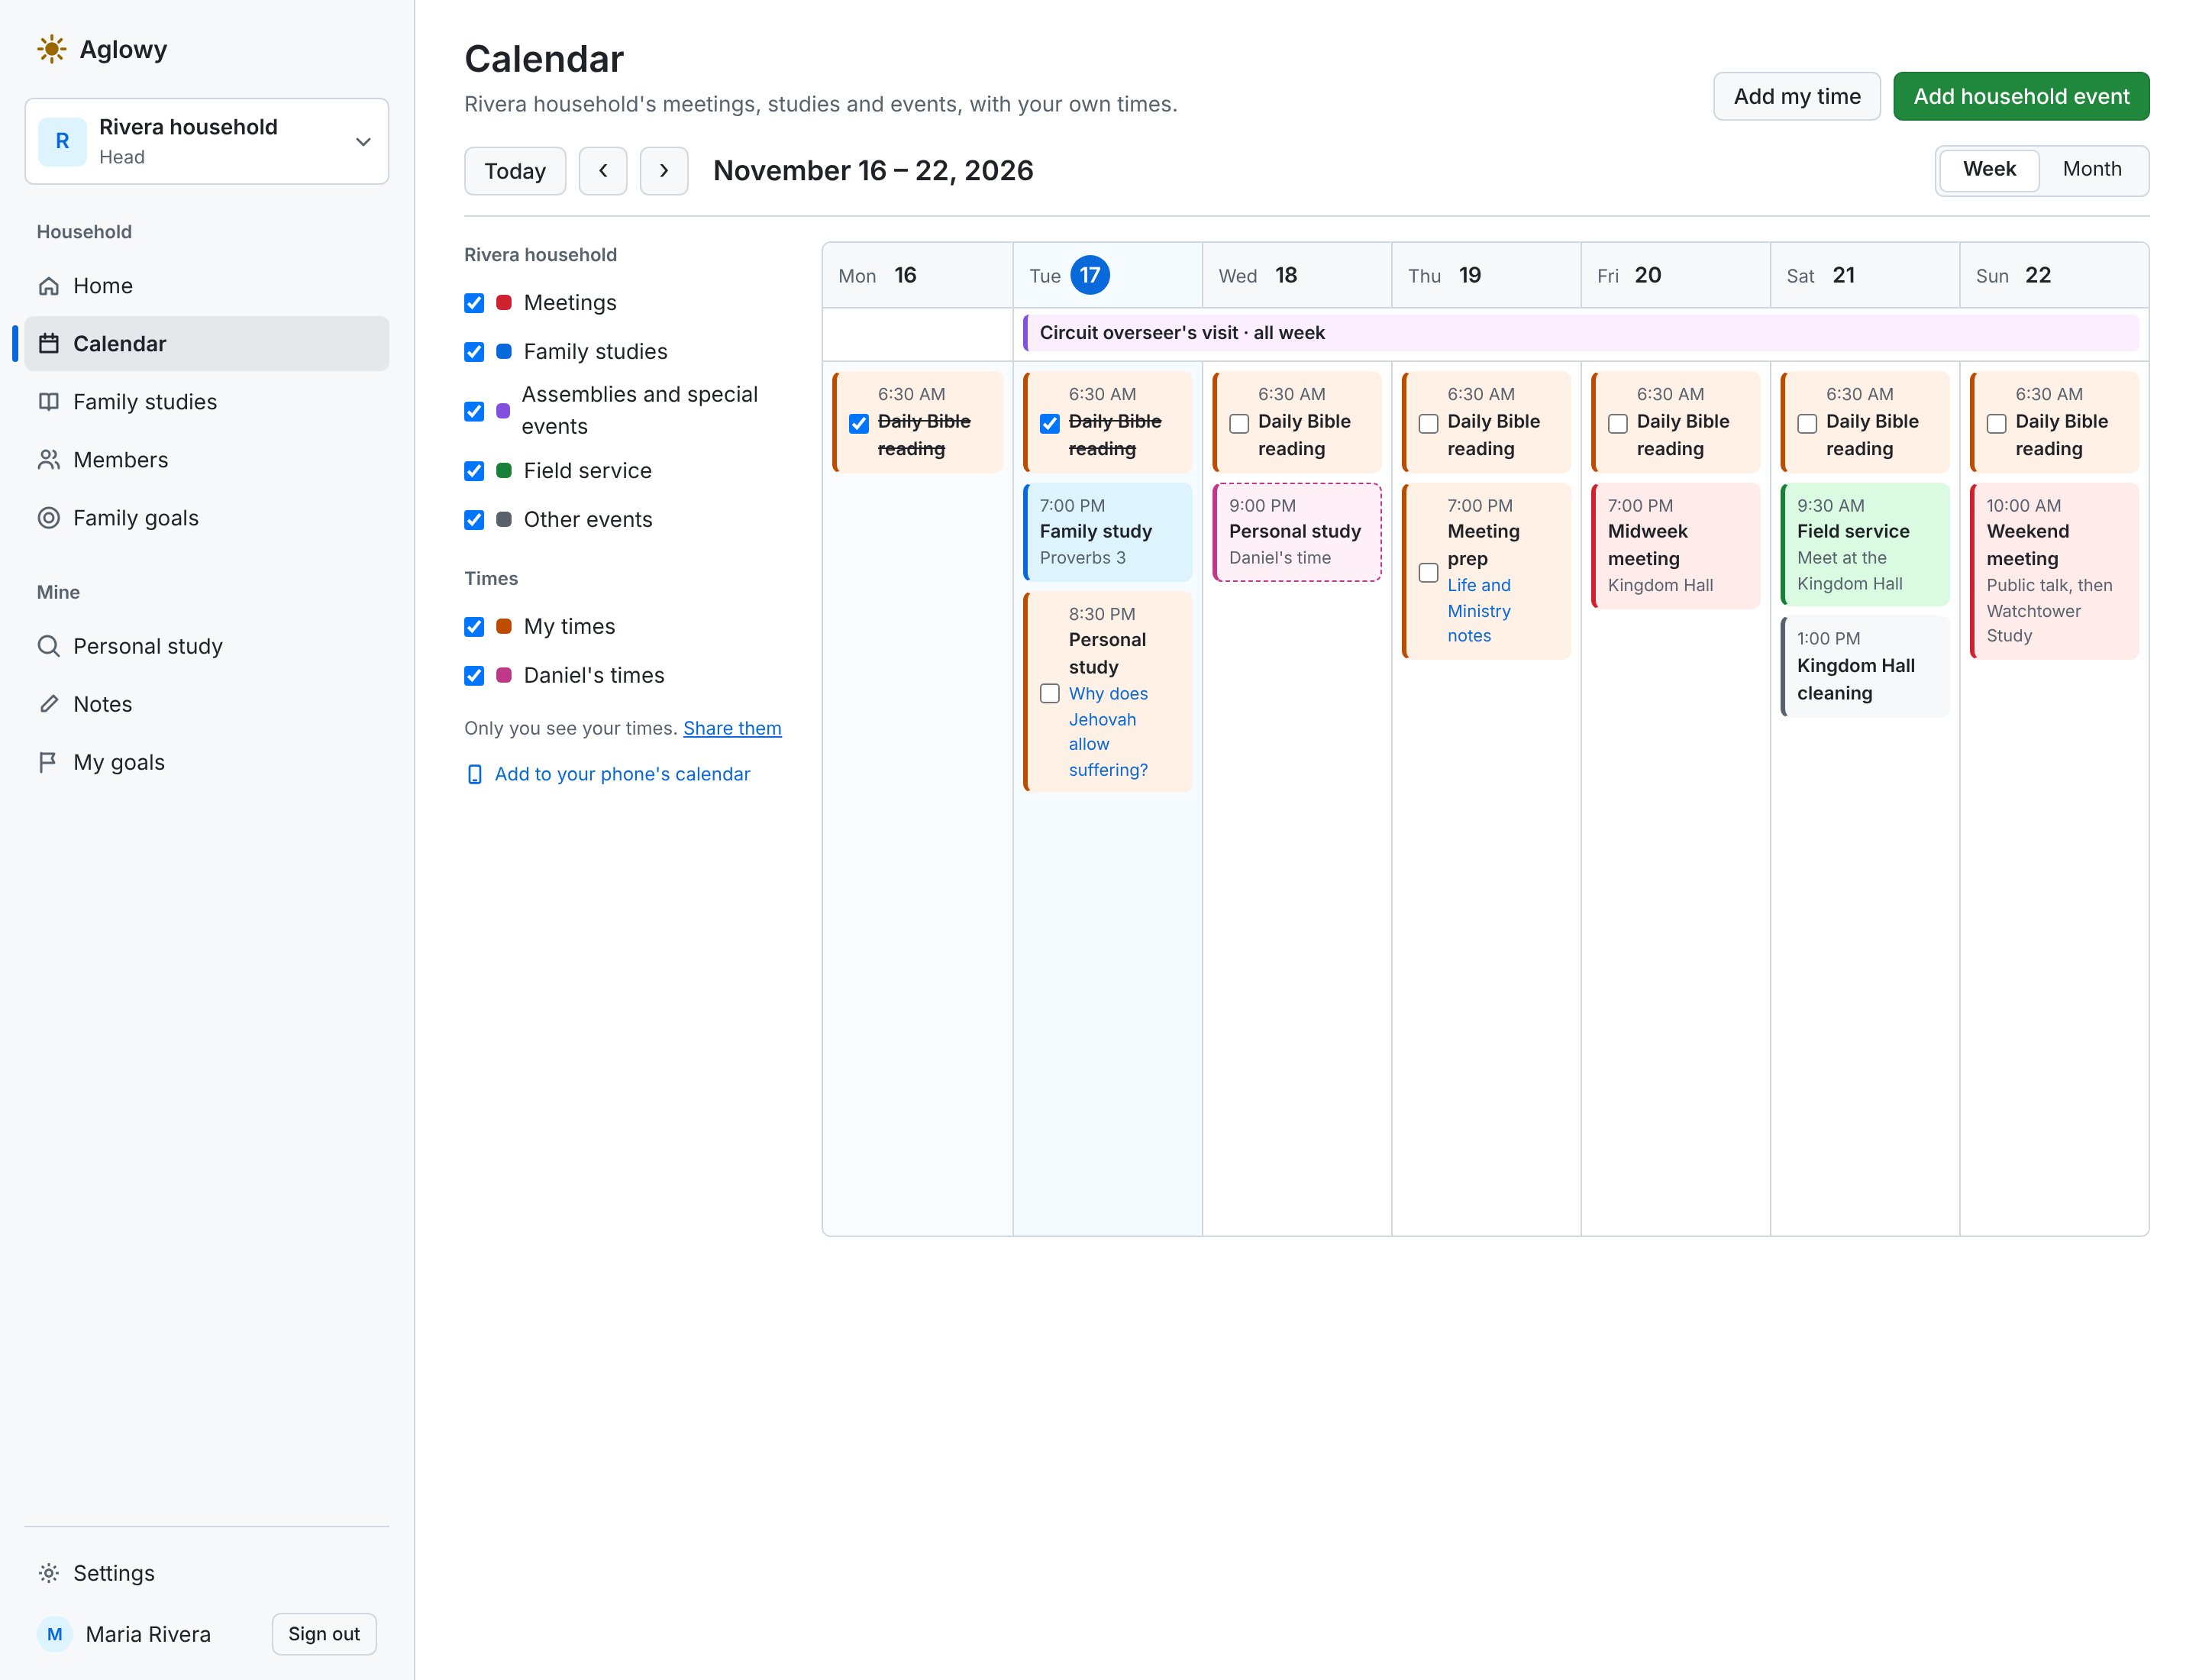 Aglowy
R
Rivera household
Head
Household
Home
Calendar
Family studies
Members
Family goals
Mine
Personal study
Notes
My goals
Settings
M
Maria Rivera
Sign out
Calendar
Rivera household's meetings, studies and events, with your own times.
Add my time
Add household event
Today
November 16 – 22, 2026
Week
Month
Rivera household
Meetings
Family studies
Assemblies and special
events
Field service
Other events
Times
My times
Daniel's times
Only you see your times. Share them
Add to your phone's calendar
Mon 16
Tue 17
Wed 18
Thu 19
Fri 20
Sat 21
Sun 22
Circuit overseer's visit · all week
6:30 AM
Daily Bible
reading
6:30 AM
Daily Bible
reading
7:00 PM
Family study
Proverbs 3
8:30 PM
Personal
study
Why does
Jehovah
allow
suffering?
6:30 AM
Daily Bible
reading
9:00 PM
Personal study
Daniel's time
6:30 AM
Daily Bible
reading
7:00 PM
Meeting
prep
Life and
Ministry
notes
6:30 AM
Daily Bible
reading
7:00 PM
Midweek
meeting
Kingdom Hall
6:30 AM
Daily Bible
reading
9:30 AM
Field service
Meet at the
Kingdom Hall
1:00 PM
Kingdom Hall
cleaning
6:30 AM
Daily Bible
reading
10:00 AM
Weekend
meeting
Public talk, then
Watchtower
Study